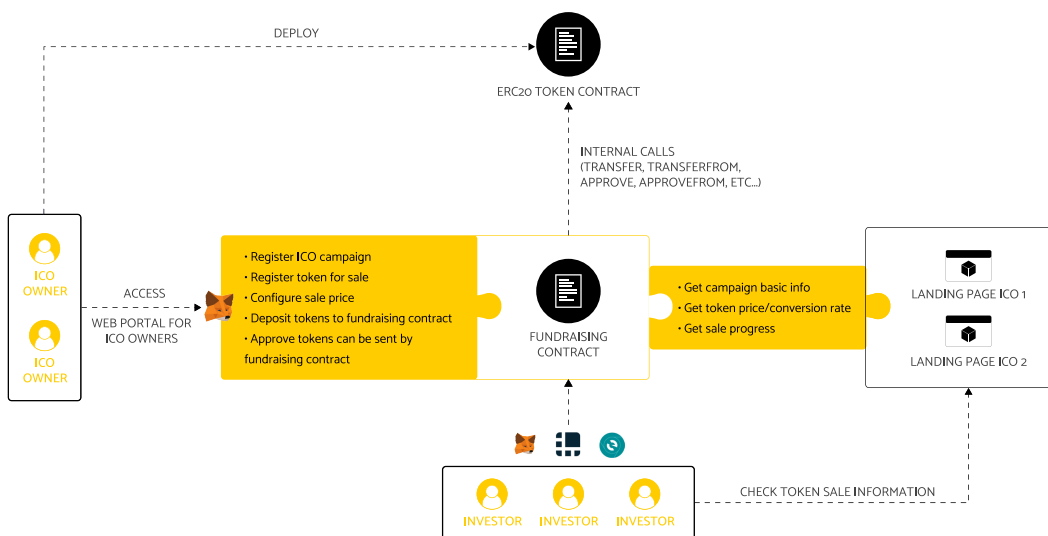 DEPLOY
ERC20 TOKEN CONTRACT
INTERNAL CALLS
(TRANSFER, TRANSFERFROM,
APPROVE, APPROVEFROM, ETC...)
ICO
OWNER
ICO
OWNER
ACCESS
WEB PORTAL FOR
ICO OWNERS
• Register ICO campaign
• Register token for sale
• Configure sale price
• Deposit tokens to fundraising contract
• Approve tokens can be sent by
fundraising contract
FUNDRAISING
CONTRACT
• Get campaign basic info
• Get token price/conversion rate
• Get sale progress
LANDING PAGE ICO 1
LANDING PAGE ICO 2
INVESTOR
INVESTOR
INVESTOR
CHECK TOKEN SALE INFORMATION